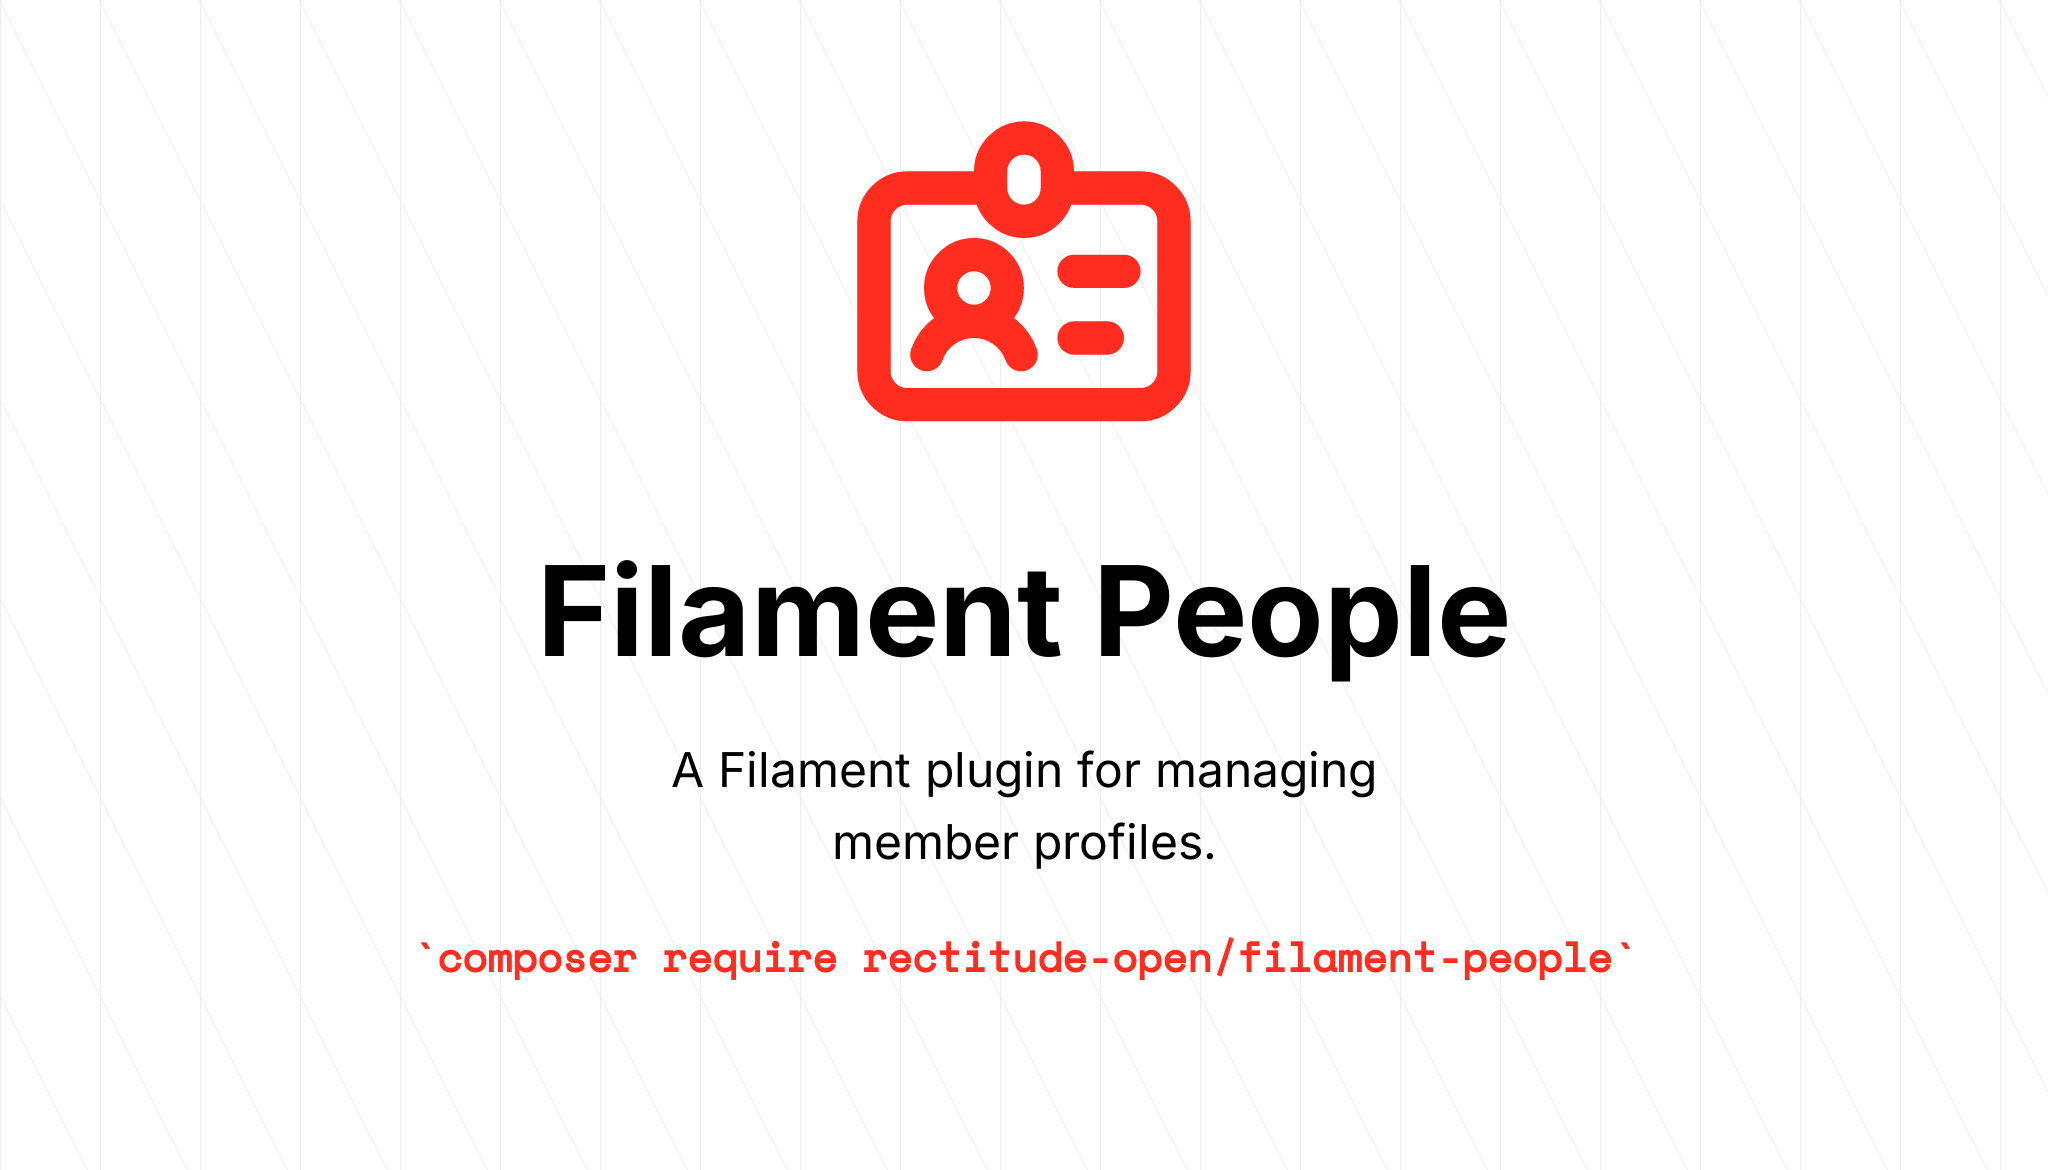 Filament People
A Filament plugin for managing
member profiles.
`composer require rectitude-open/filament-people`